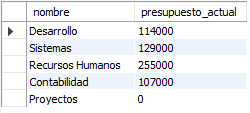 nombre presupuesto_actual
Desarrollo 114000
Sistemas 129000
Recursos Humanos 255000
Contabilidad 107000
Proyectos 0